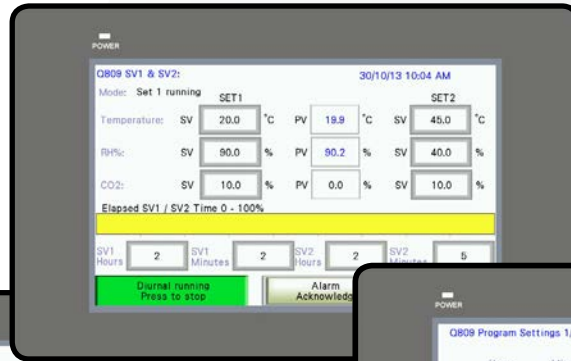 POWER
Q809 SV1 & SV2: 30/10/13 10:04 AM
Mode: Set 1 running
SET1 SET2
Temperature: SV 20.0 °C PV 19.9 °C SV 45.0 °C
RH%: SV 90.0 % PV 90.2 % SV 40.0 %
CO2: SV 10.0 % PV 0.0 % SV 10.0 %
Elapsed SV1 / SV2 Time 0 - 100%
SV1 Hours 2 SV1 Minutes 2 SV2 Hours 2 SV2 Minutes 5
Diurnal running Alarm
Press to stop Acknowledg
POWER
Q809 Program Settings 1/